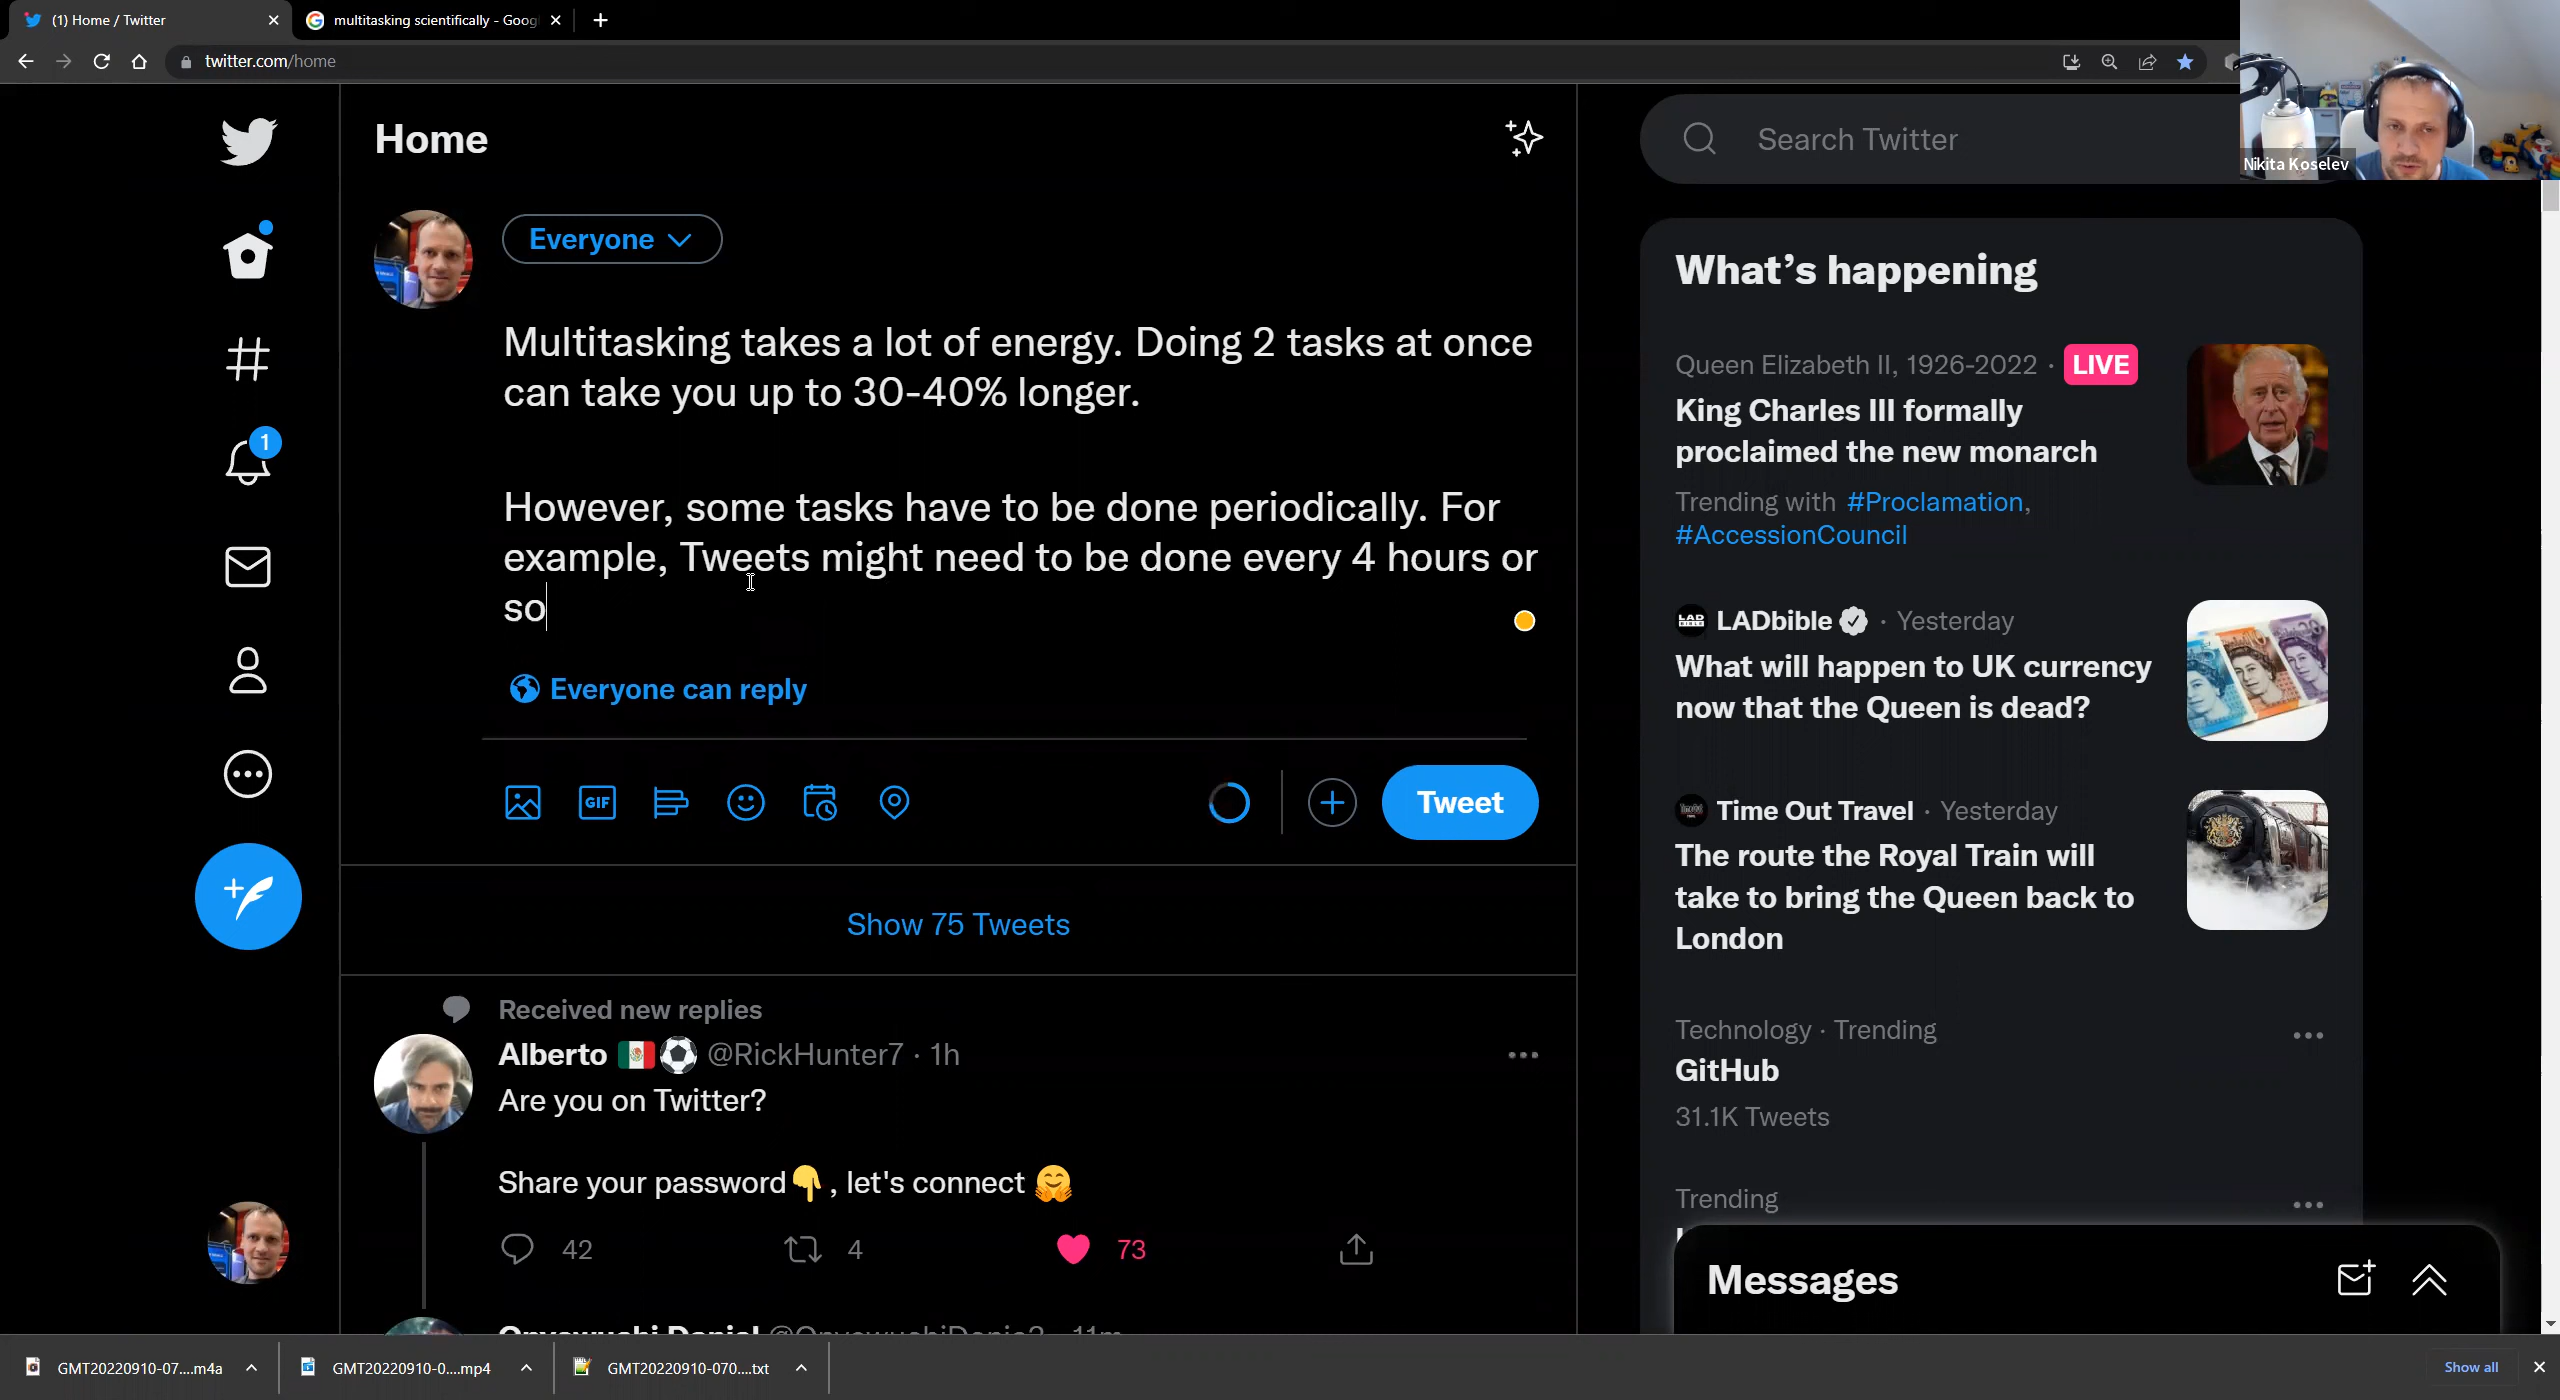 (1) Home / Twitter
multitasking scientifically - Goog
twitter.com/home
Nikita Koselev
Home
Search Twitter
Everyone
Multitasking takes a lot of energy. Doing 2 tasks at once
can take you up to 30-40% longer.
However, some tasks have to be done periodically. For
example, Tweets might need to be done every 4 hours or
so
Everyone can reply
GIF
Tweet
Show 75 Tweets
Received new replies
Alberto 🇲🇽⚽ @RickHunter7 · 1h
Are you on Twitter?
Share your password👇, let's connect 🤗
42
4
73
1
What's happening
Queen Elizabeth II, 1926-2022 · LIVE
King Charles III formally
proclaimed the new monarch
Trending with #Proclamation,
#AccessionCouncil
LAD BIBLE
LADbible · Yesterday
What will happen to UK currency
now that the Queen is dead?
Time Out Travel · Yesterday
The route the Royal Train will
take to bring the Queen back to
London
Technology · Trending
GitHub
31.1K Tweets
Trending
Messages
GMT20220910-07....m4a
GMT20220910-0....mp4
GMT20220910-070....txt
Show all